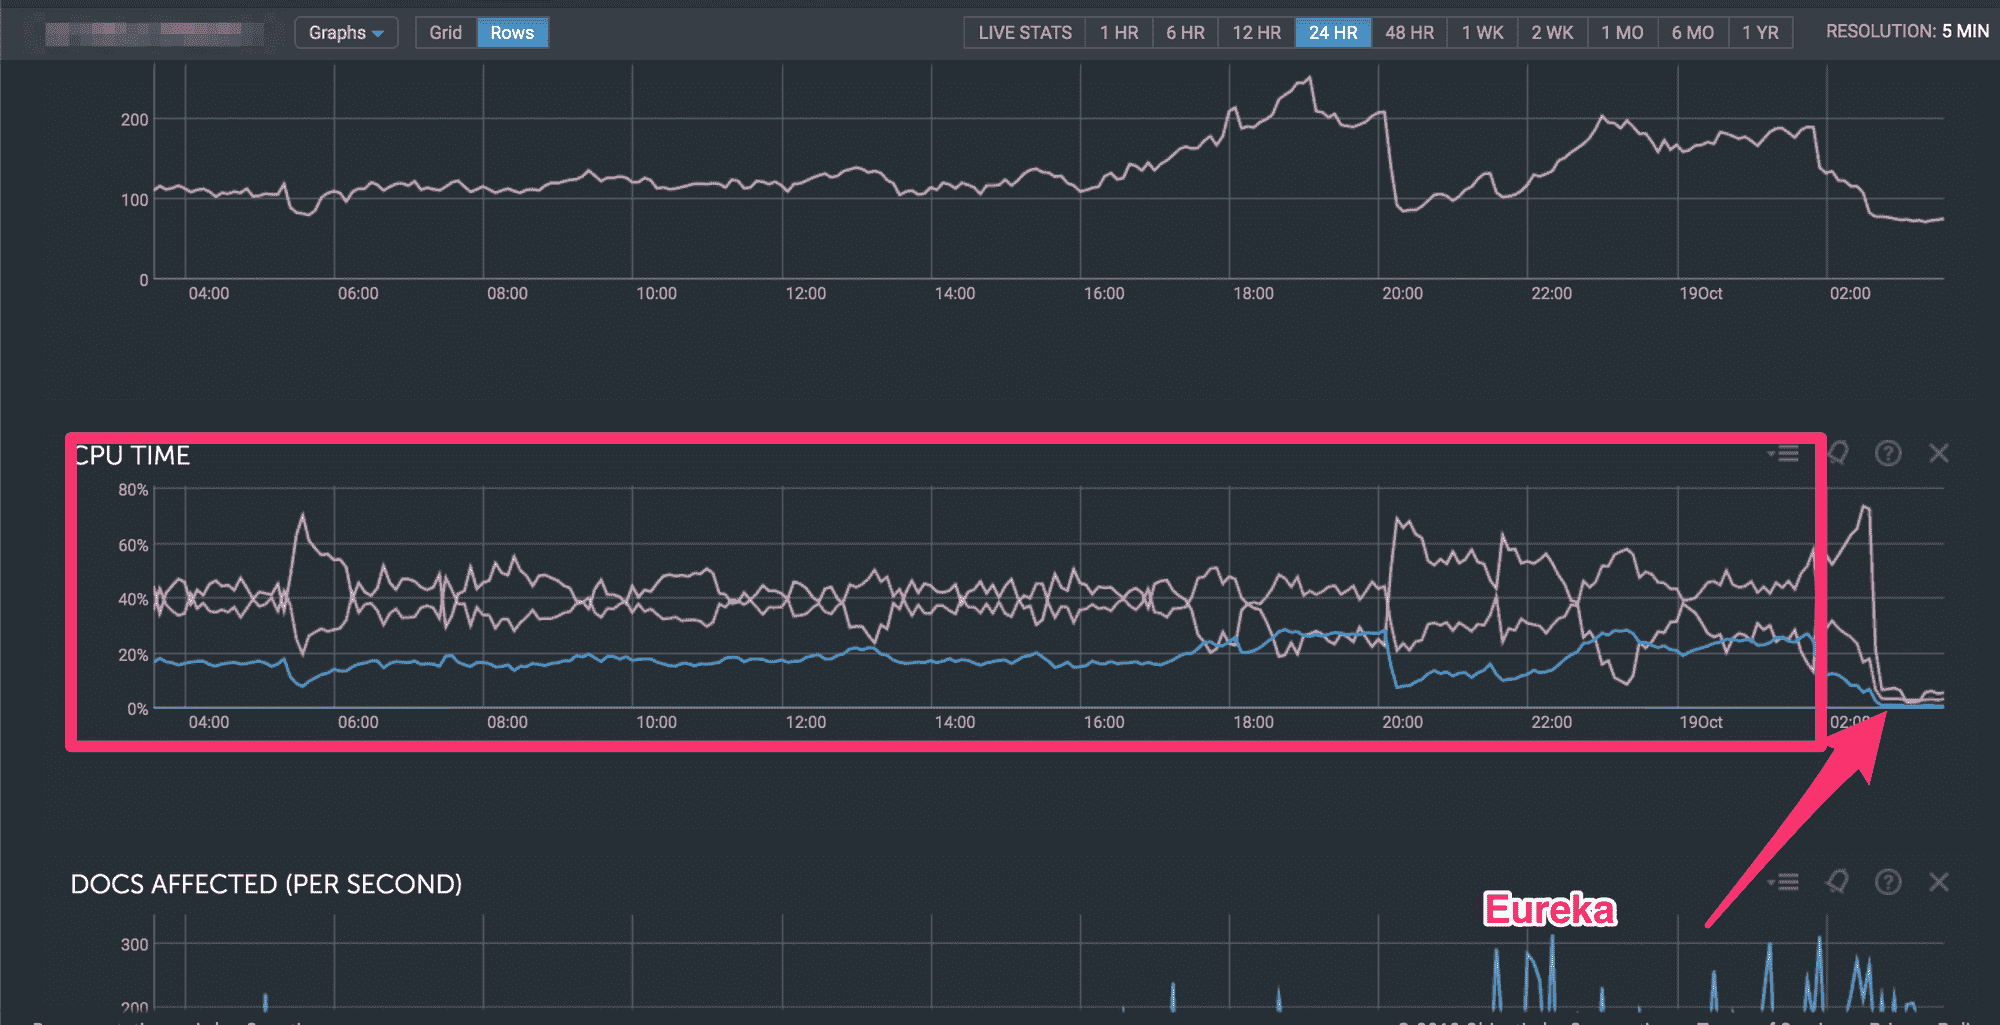 Graphs Grid Rows LIVE STATS 1 HR 6 HR 12 HR 24 HR 48 HR 1 WK 2 WK 1 MO 6 MO 1 YR RESOLUTION: 5 MIN
200
100
0
04:00 06:00 08:00 10:00 12:00 14:00 16:00 18:00 20:00 22:00 19Oct 02:00
CPU TIME
80%
60%
40%
20%
0%
04:00 06:00 08:00 10:00 12:00 14:00 16:00 18:00 20:00 22:00 19Oct 02:00
DOCS AFFECTED (PER SECOND)
Eureka
300
200